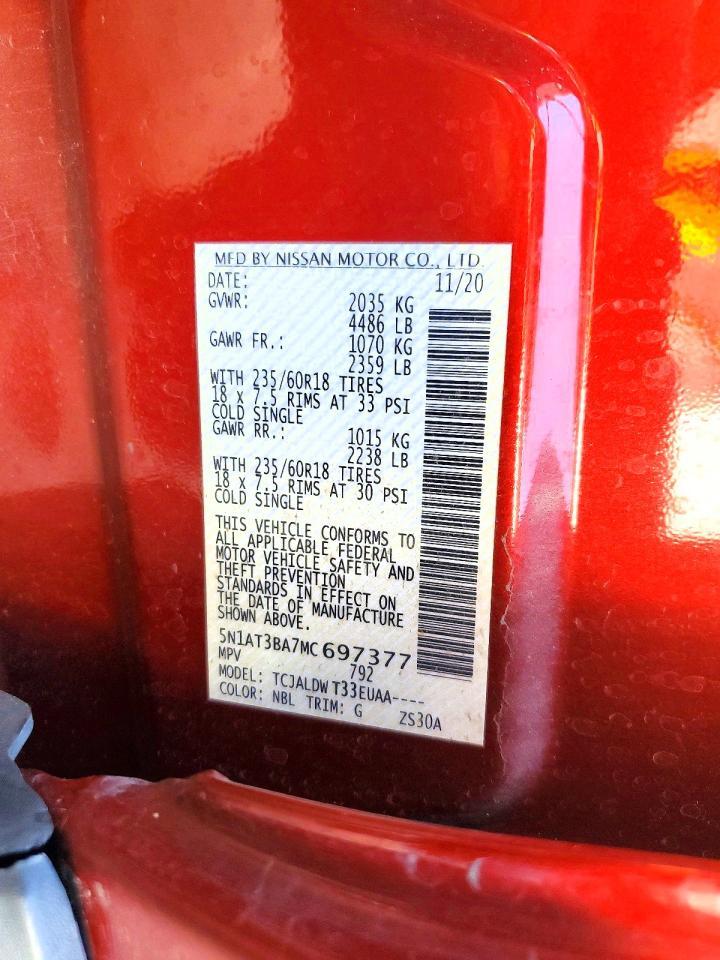 MFD BY NISSAN MOTOR CO., LTD.
DATE: 11/20
GVWR: 2035 KG
4486 LB
GAWR FR.: 1070 KG
2359 LB
WITH 235/60R18 TIRES
18 x 7.5 RIMS AT 33 PSI
COLD SINGLE
GAWR RR.: 1015 KG
2238 LB
WITH 235/60R18 TIRES
18 x 7.5 RIMS AT 30 PSI
COLD SINGLE
THIS VEHICLE CONFORMS TO
ALL APPLICABLE FEDERAL
MOTOR VEHICLE SAFETY AND
THEFT PREVENTION
STANDARDS IN EFFECT ON
THE DATE OF MANUFACTURE
SHOWN ABOVE.
5N1AT3BA7MC697377
MPV 792
MODEL: TCJALDWT33EUAA----
COLOR: NBL TRIM: G ZS30A